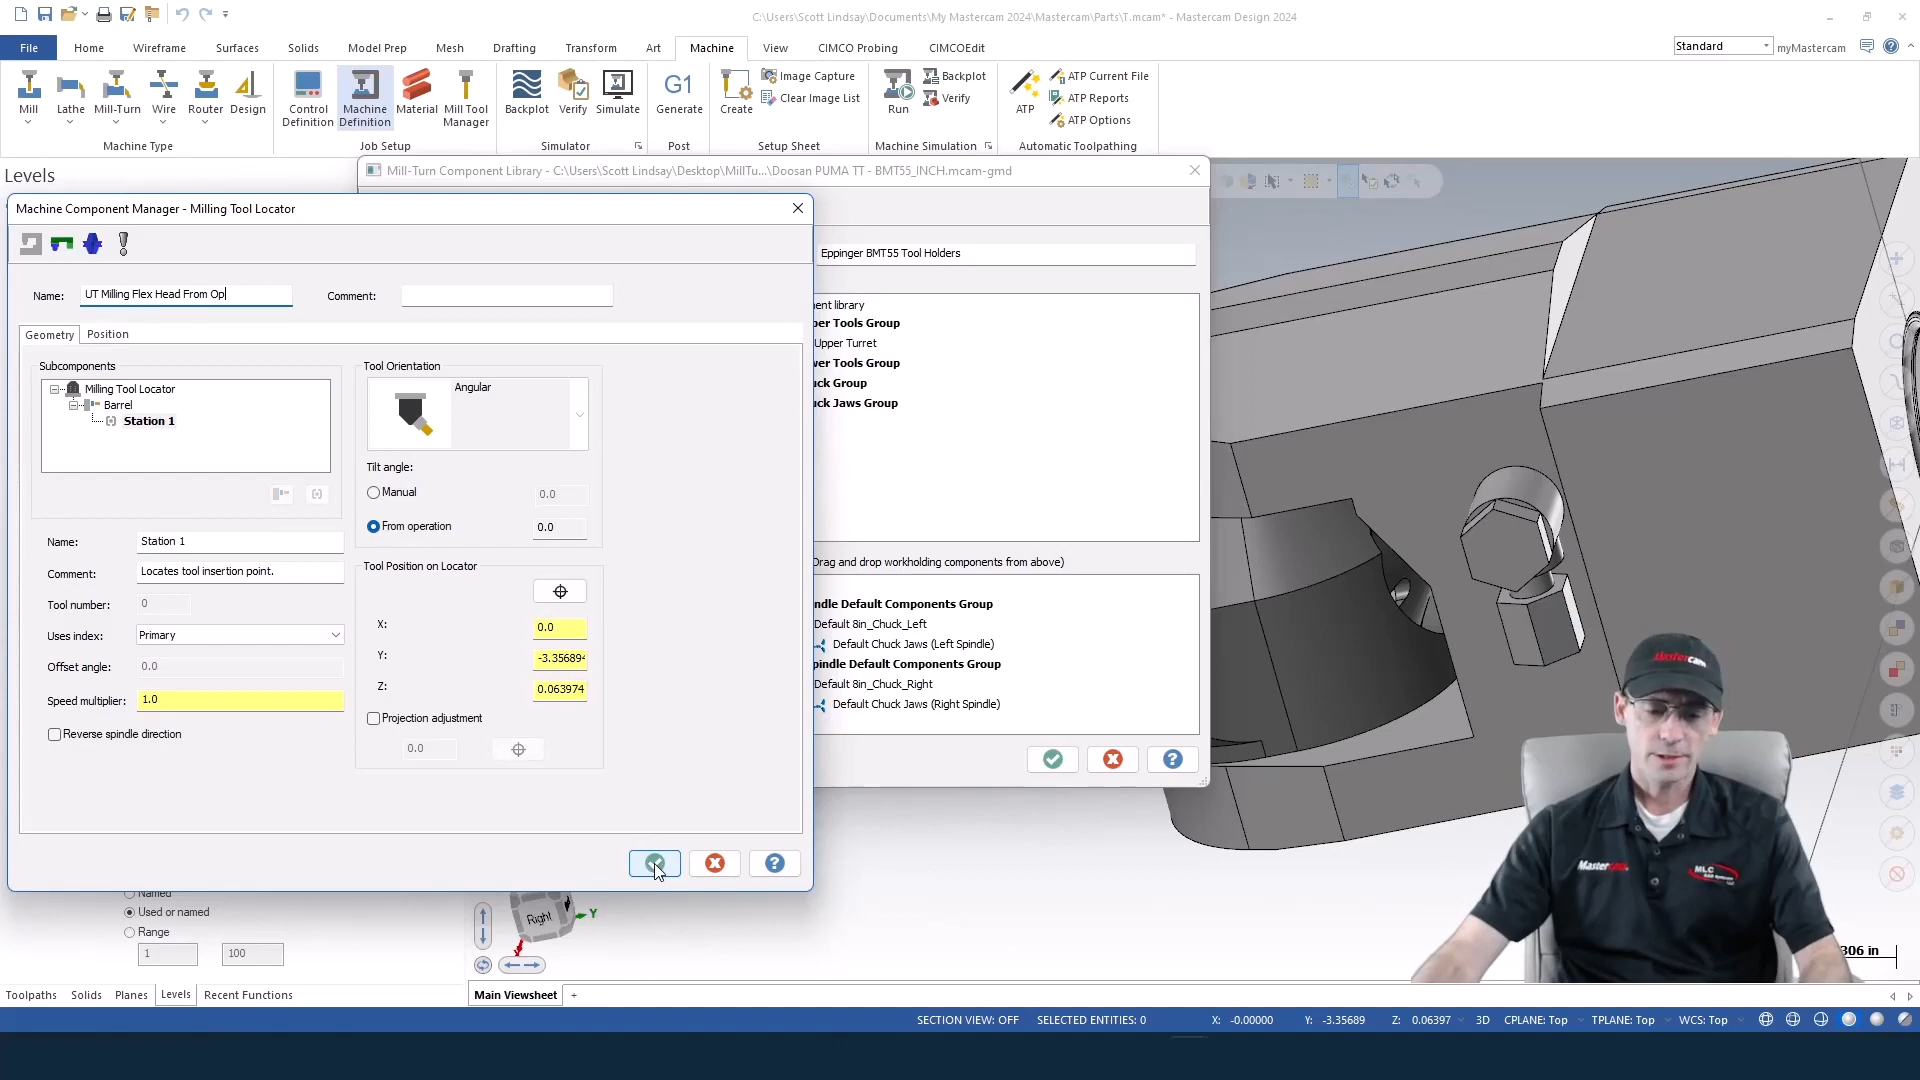 C:\Users\Scott Lindsay\Documents\My Mastercam 2024\Mastercam\Parts\T.mcam* - Mastercam Design 2024
File Home Wireframe Surfaces Solids Model Prep Mesh Drafting Transform Art Machine View CIMCO Probing CIMCOEdit
Standard myMastercam
Mill Lathe Mill-Turn Wire Router Design
Control Definition
Machine Definition
Material
Mill Tool Manager
Backplot Verify Simulate
G1
Generate
Create
Image Capture
Clear Image List
Run
Backplot
Verify
ATP
ATP Current File
ATP Reports
ATP Options
Machine Type Job Setup Simulator Post Setup Sheet Machine Simulation Automatic Toolpathing
Levels
Mill-Turn Component Library - C:\Users\Scott Lindsay\Desktop\MillTu...\Doosan PUMA TT - BMT55_INCH.mcam-gmd
Machine Component Manager - Milling Tool Locator
Name: UT Milling Flex Head From Op
Comment:
Geometry Position
Subcomponents
Milling Tool Locator
Barrel
Station 1
Name: Station 1
Comment: Locates tool insertion point.
Tool number: 0
Uses index: Primary
Offset angle: 0.0
Speed multiplier: 1.0
Reverse spindle direction
Tool Orientation
Angular
Tilt angle:
Manual 0.0
From operation 0.0
Tool Position on Locator
X: 0.0
Y: -3.356894
Z: 0.063974
Projection adjustment
0.0
Eppinger BMT55 Tool Holders
ent library
per Tools Group
Upper Turret
wer Tools Group
uck Group
uck Jaws Group
Drag and drop workholding components from above)
ndle Default Components Group
Default 8in_Chuck_Left
Default Chuck Jaws (Left Spindle)
pindle Default Components Group
Default 8in_Chuck_Right
Default Chuck Jaws (Right Spindle)
Named
Used or named
Range
1 100
Right
Y
Mastercam
Mastercam
MLC
306 in
Toolpaths Solids Planes Levels Recent Functions
Main Viewsheet +
SECTION VIEW: OFF SELECTED ENTITIES: 0 X: -0.00000 Y: -3.35689 Z: 0.06397 3D CPLANE: Top TPLANE: Top WCS: Top